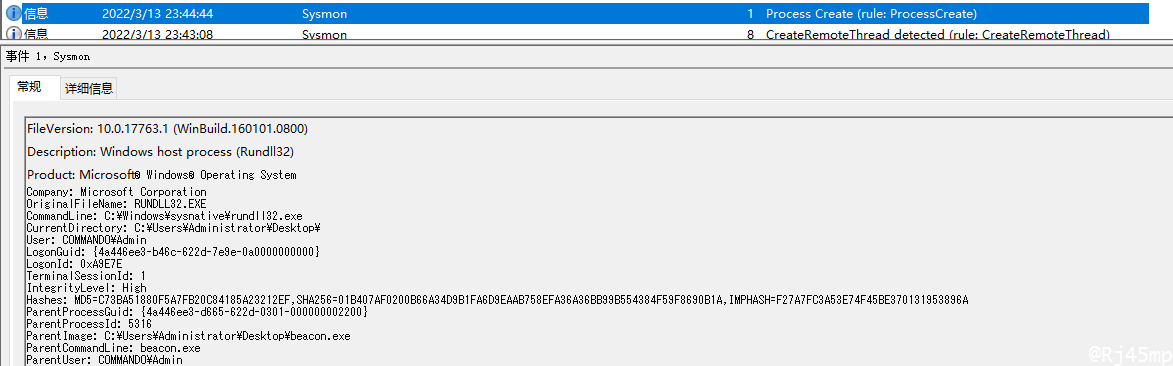 信息 2022/3/13 23:44:44 Sysmon 1 Process Create (rule: ProcessCreate)
信息 2022/3/13 23:43:08 Sysmon 8 CreateRemoteThread detected (rule: CreateRemoteThread)
事件 1，Sysmon
常规 详细信息
FileVersion: 10.0.17763.1 (WinBuild.160101.0800)
Description: Windows host process (Rundll32)
Product: Microsoft® Windows® Operating System
Company: Microsoft Corporation
OriginalFileName: RUNDLL32.EXE
CommandLine: C:¥Windows¥sysnative¥rundll32.exe
CurrentDirectory: C:¥Users¥Administrator¥Desktop¥
User: COMMANDO¥Admin
LogonGuid: {4a446ee3-b46c-622d-7e9e-0a0000000000}
LogonId: 0xA9E7E
TerminalSessionId: 1
IntegrityLevel: High
Hashes: MD5=C73BA51880F5A7FB20C84185A23212EF,SHA256=01B407AF0200B66A34D9B1FA6D9EAAB758EFA36A36BB99B554384F59F8690B1A,IMPHASH=F27A7FC3A53E74F45BE370131953896A
ParentProcessGuid: {4a446ee3-d665-622d-0301-000000002200}
ParentProcessId: 5316
ParentImage: C:¥Users¥Administrator¥Desktop¥beacon.exe
ParentCommandLine: beacon.exe
ParentUser: COMMANDO¥Admin
@Rj45mp